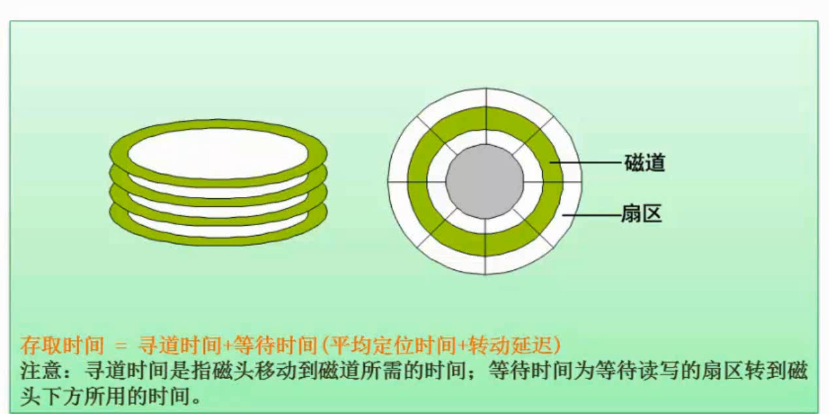 磁道
扇区
存取时间 = 寻道时间+等待时间(平均定位时间+转动延迟)
注意：寻道时间是指磁头移动到磁道所需的时间；等待时间为等待读写的扇区转到磁
头下方所用的时间。